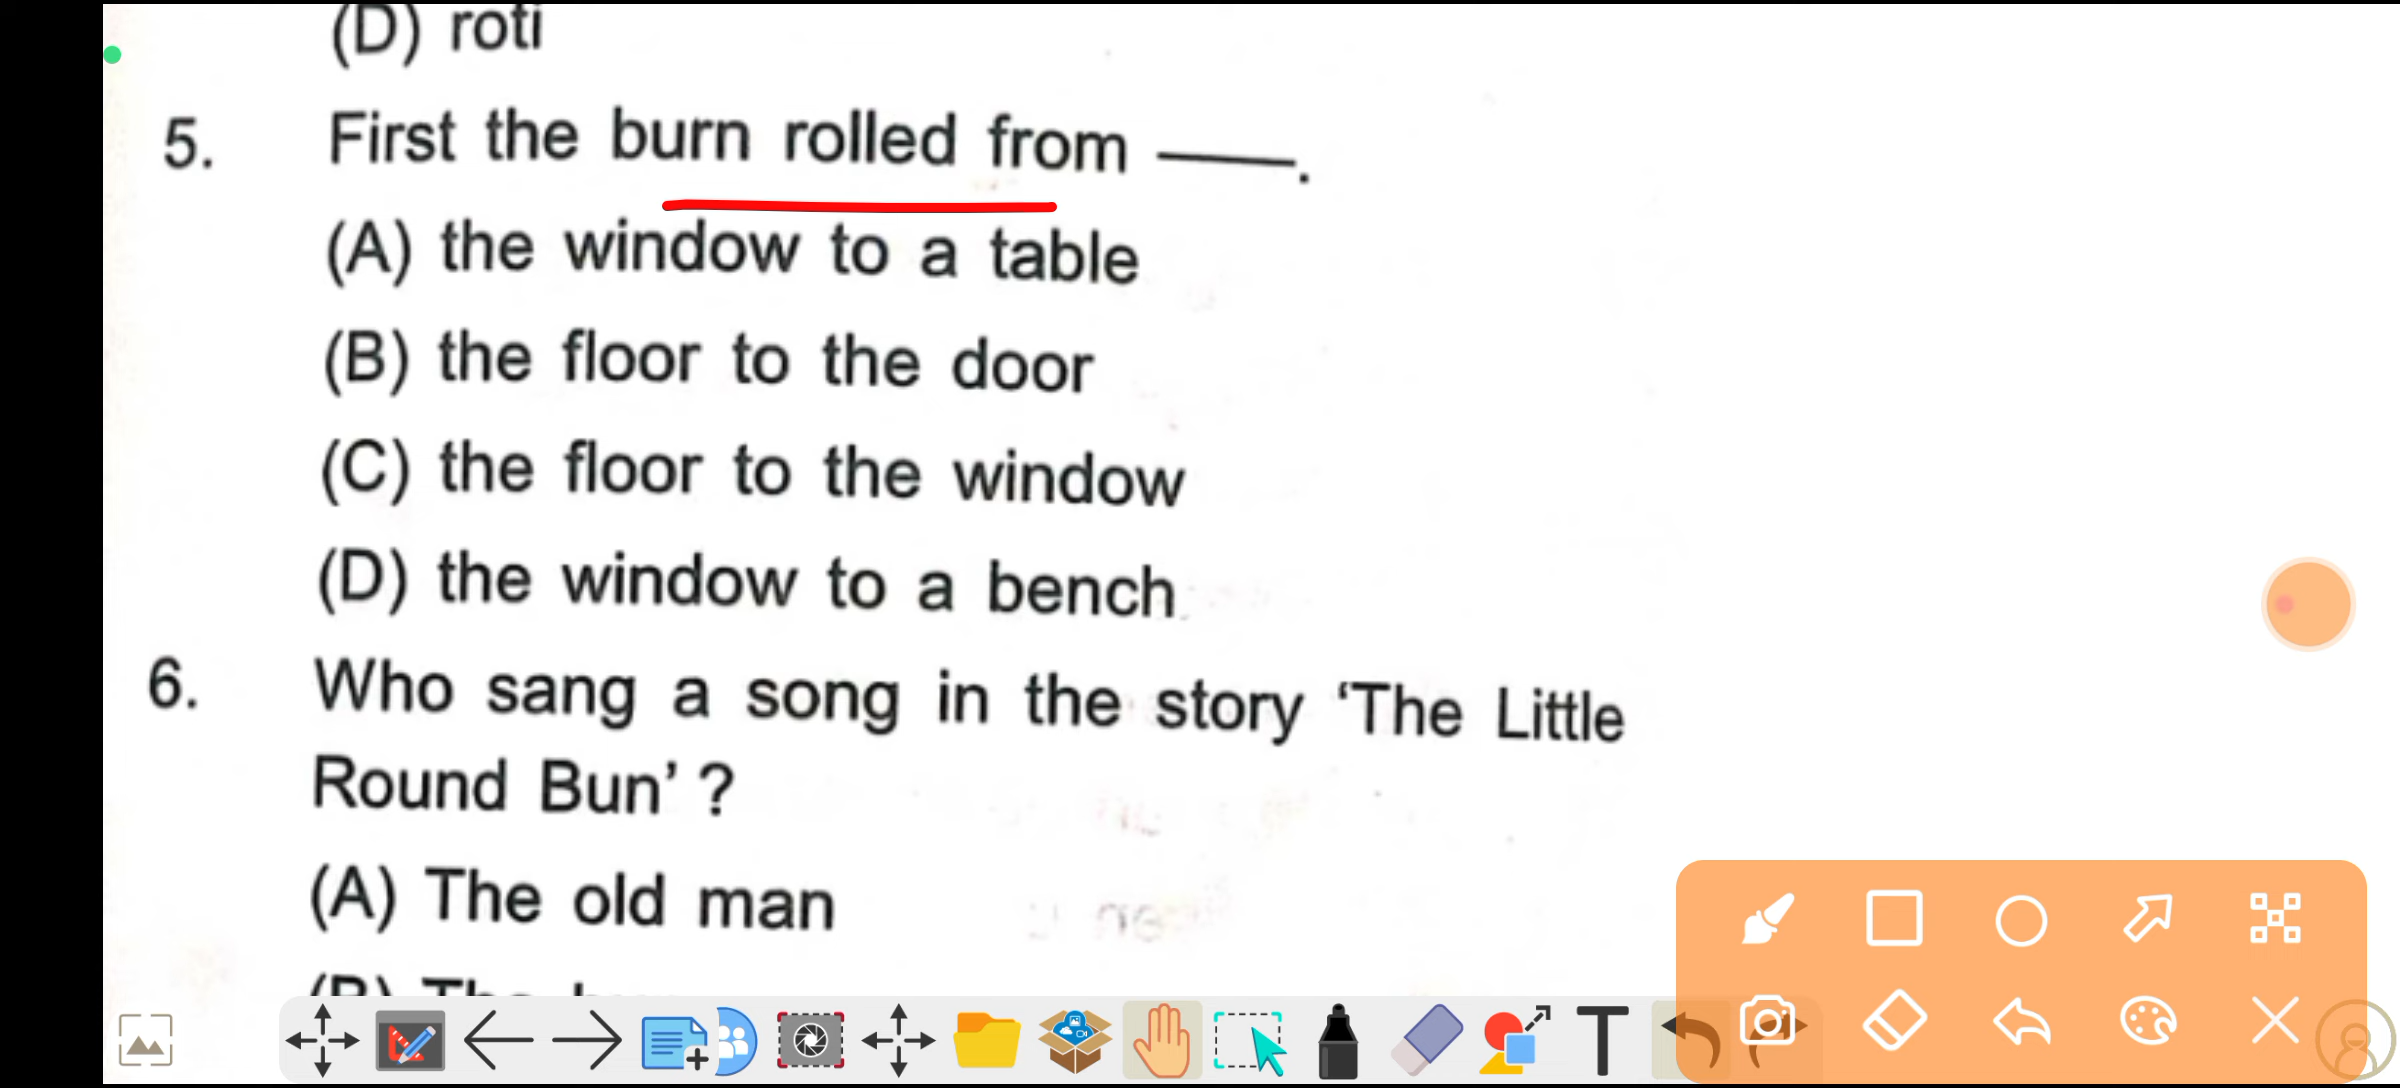 (D) roti
5. First the burn rolled from ——.
(A) the window to a table
(B) the floor to the door
(C) the floor to the window
(D) the window to a bench
6. Who sang a song in the story ‘The Little
Round Bun’ ?
(A) The old man
T